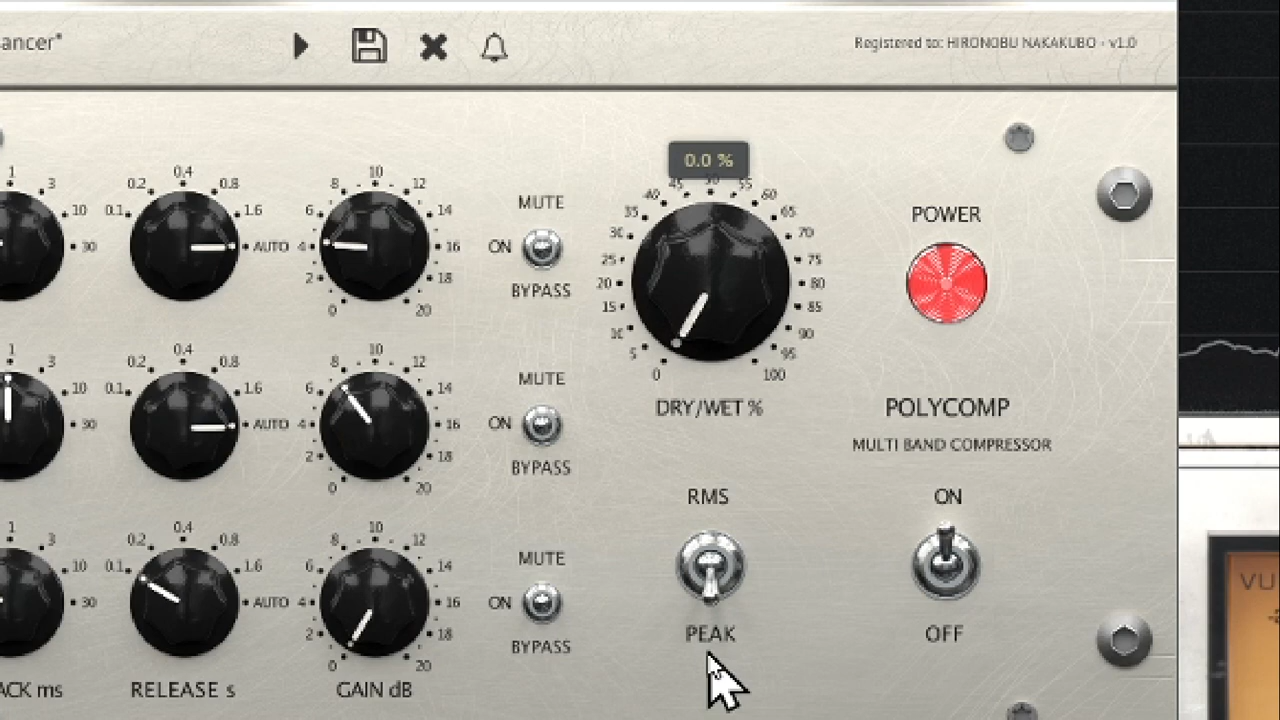 ancer*
Registered to: HIRONOBU NAKAKUBO - v1.0
0.0 %
1 3 10 30
0.1 0.2 0.4 0.8 1.6 AUTO
0 2 4 6 8 10 12 14 16 18 20
MUTE
ON
BYPASS
0 5 15 20 25 35 40 45 50 55 60 65 70 75 80 85 90 95 100
DRY/WET %
POWER
1 3 10 30
0.1 0.2 0.4 0.8 1.6 AUTO
0 2 4 6 8 10 12 14 16 18 20
MUTE
ON
BYPASS
POLYCOMP
MULTI BAND COMPRESSOR
RMS
PEAK
ON
OFF
1 3 10 30
0.1 0.2 0.4 0.8 1.6 AUTO
0 2 4 6 8 10 12 14 16 18 20
MUTE
ON
BYPASS
ACK ms
RELEASE s
GAIN dB
VU